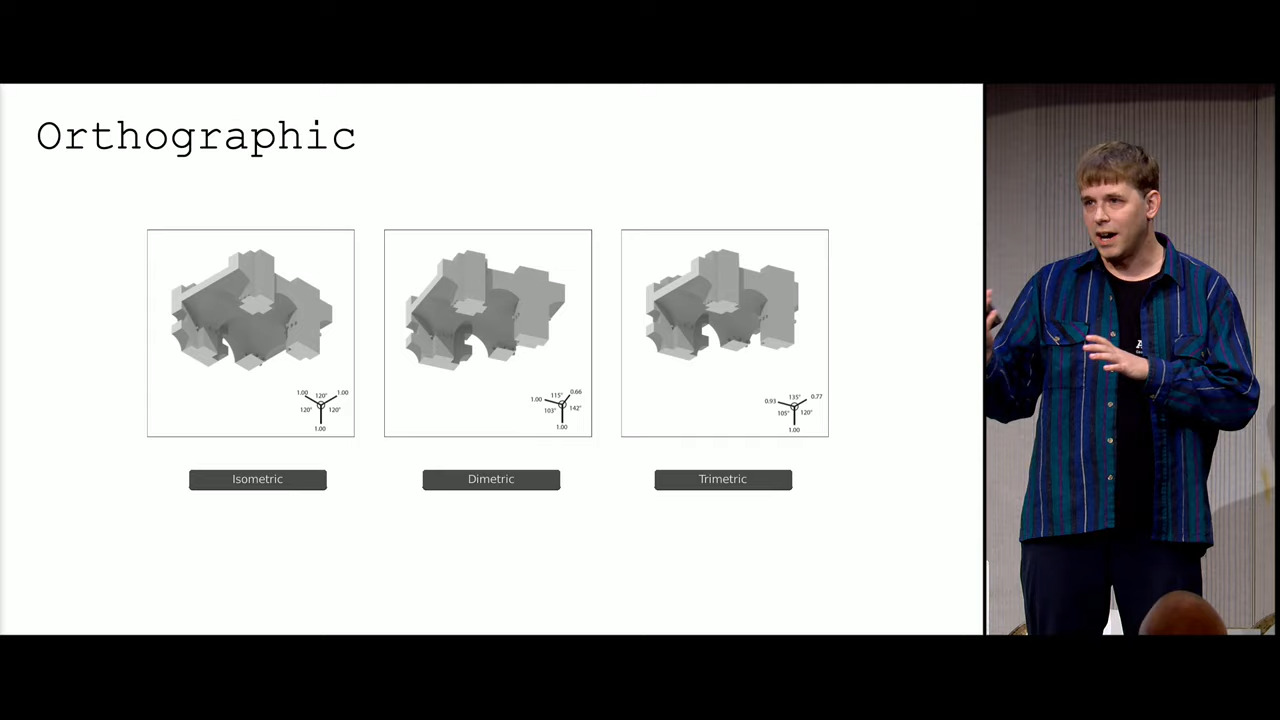 Orthographic
1.00 120° 1.00
120° 120°
1.00
115° 0.66
1.00
103° 142°
1.00
135° 0.77
0.93
105° 120°
1.00
Isometric
Dimetric
Trimetric